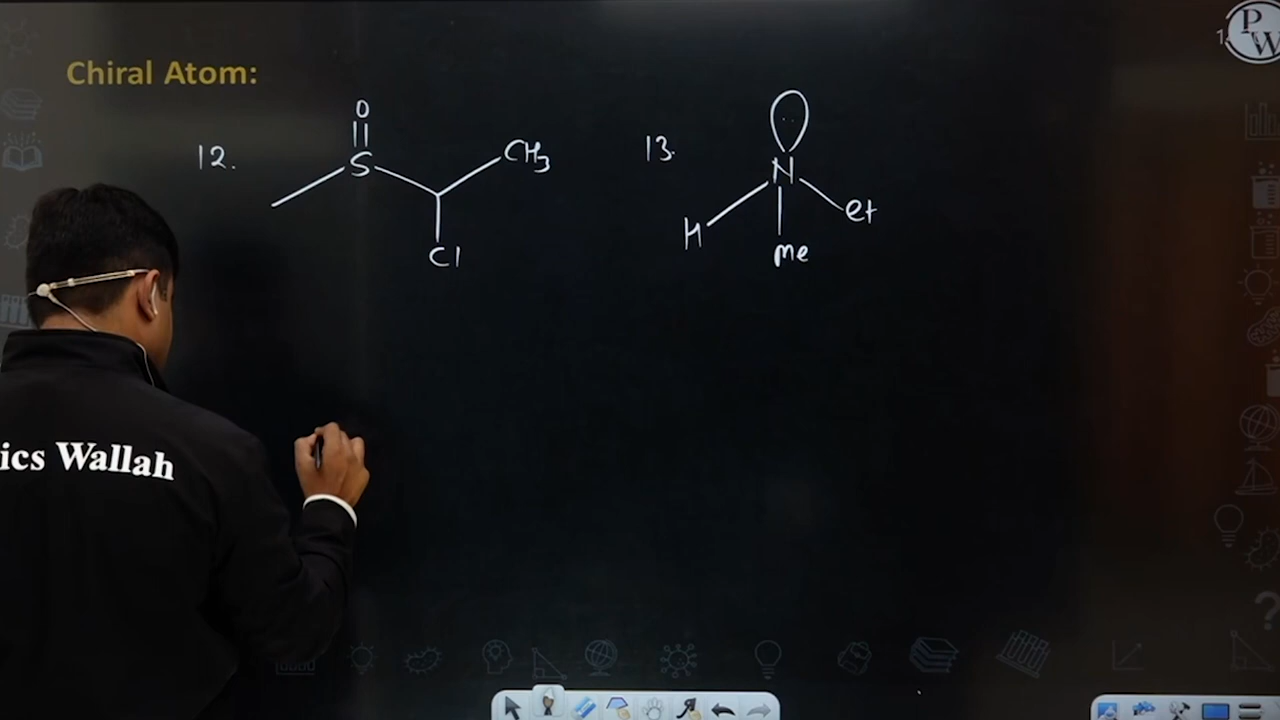 Chiral Atom:
P
W
12.
O
S
CH3
Cl
13.
N
H
et
Me
ics Wallah